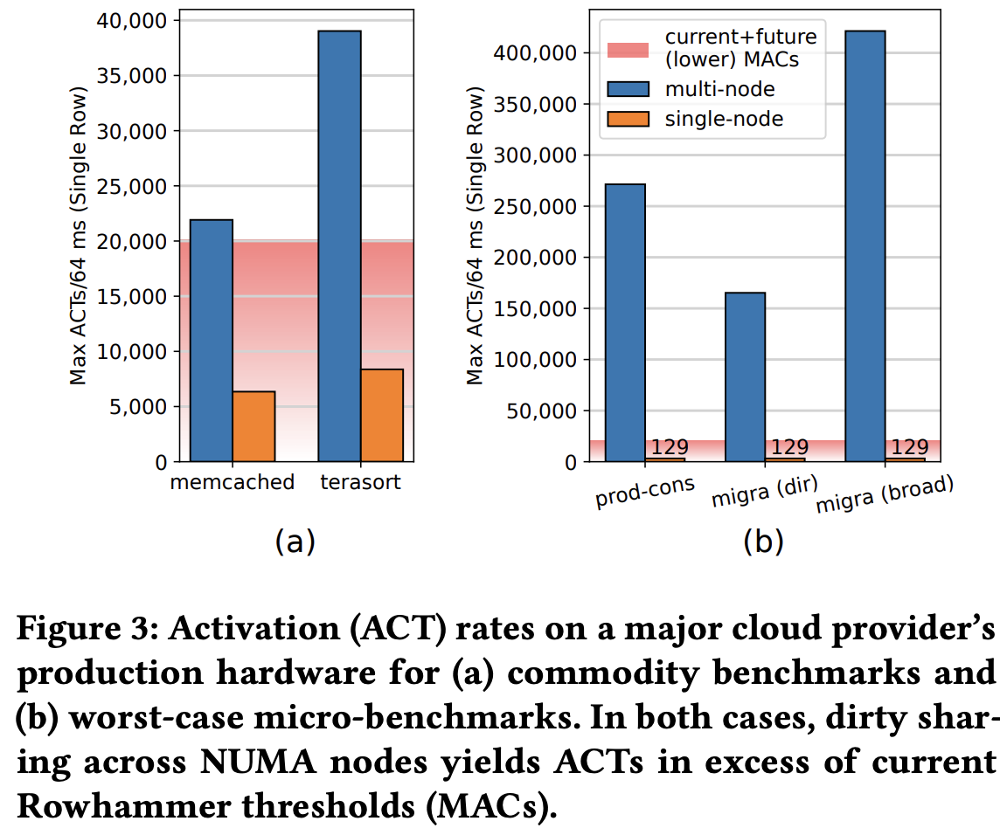 Max ACTs/64 ms (Single Row)
40,000
35,000
30,000
25,000
20,000
15,000
10,000
5,000
0
memcached
terasort
(a)
Max ACTs/64 ms (Single Row)
400,000
350,000
300,000
250,000
200,000
150,000
100,000
50,000
0
current+future
(lower) MACs
multi-node
single-node
129
129
129
prod-cons
migra (dir)
migra (broad)
(b)
Figure 3: Activation (ACT) rates on a major cloud provider’s
production hardware for (a) commodity benchmarks and
(b) worst-case micro-benchmarks. In both cases, dirty shar-
ing across NUMA nodes yields ACTs in excess of current
Rowhammer thresholds (MACs).